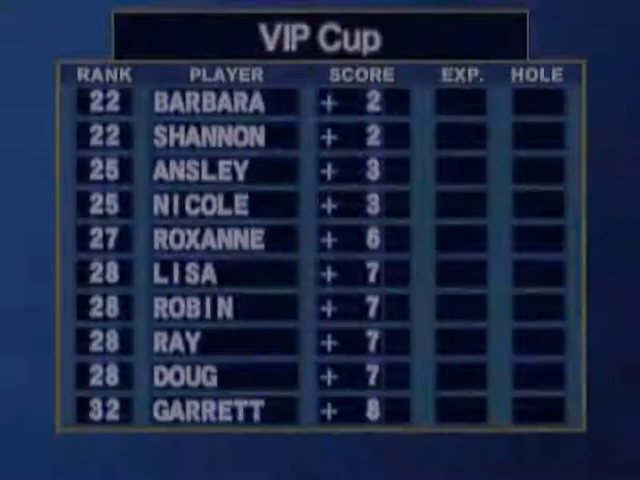 VIP Cup
RANK PLAYER SCORE EXP. HOLE
22 BARBARA + 2
22 SHANNON + 2
25 ANSLEY + 3
25 NICOLE + 3
27 ROXANNE + 6
28 LISA + 7
28 ROBIN + 7
28 RAY + 7
28 DOUG + 7
32 GARRETT + 8